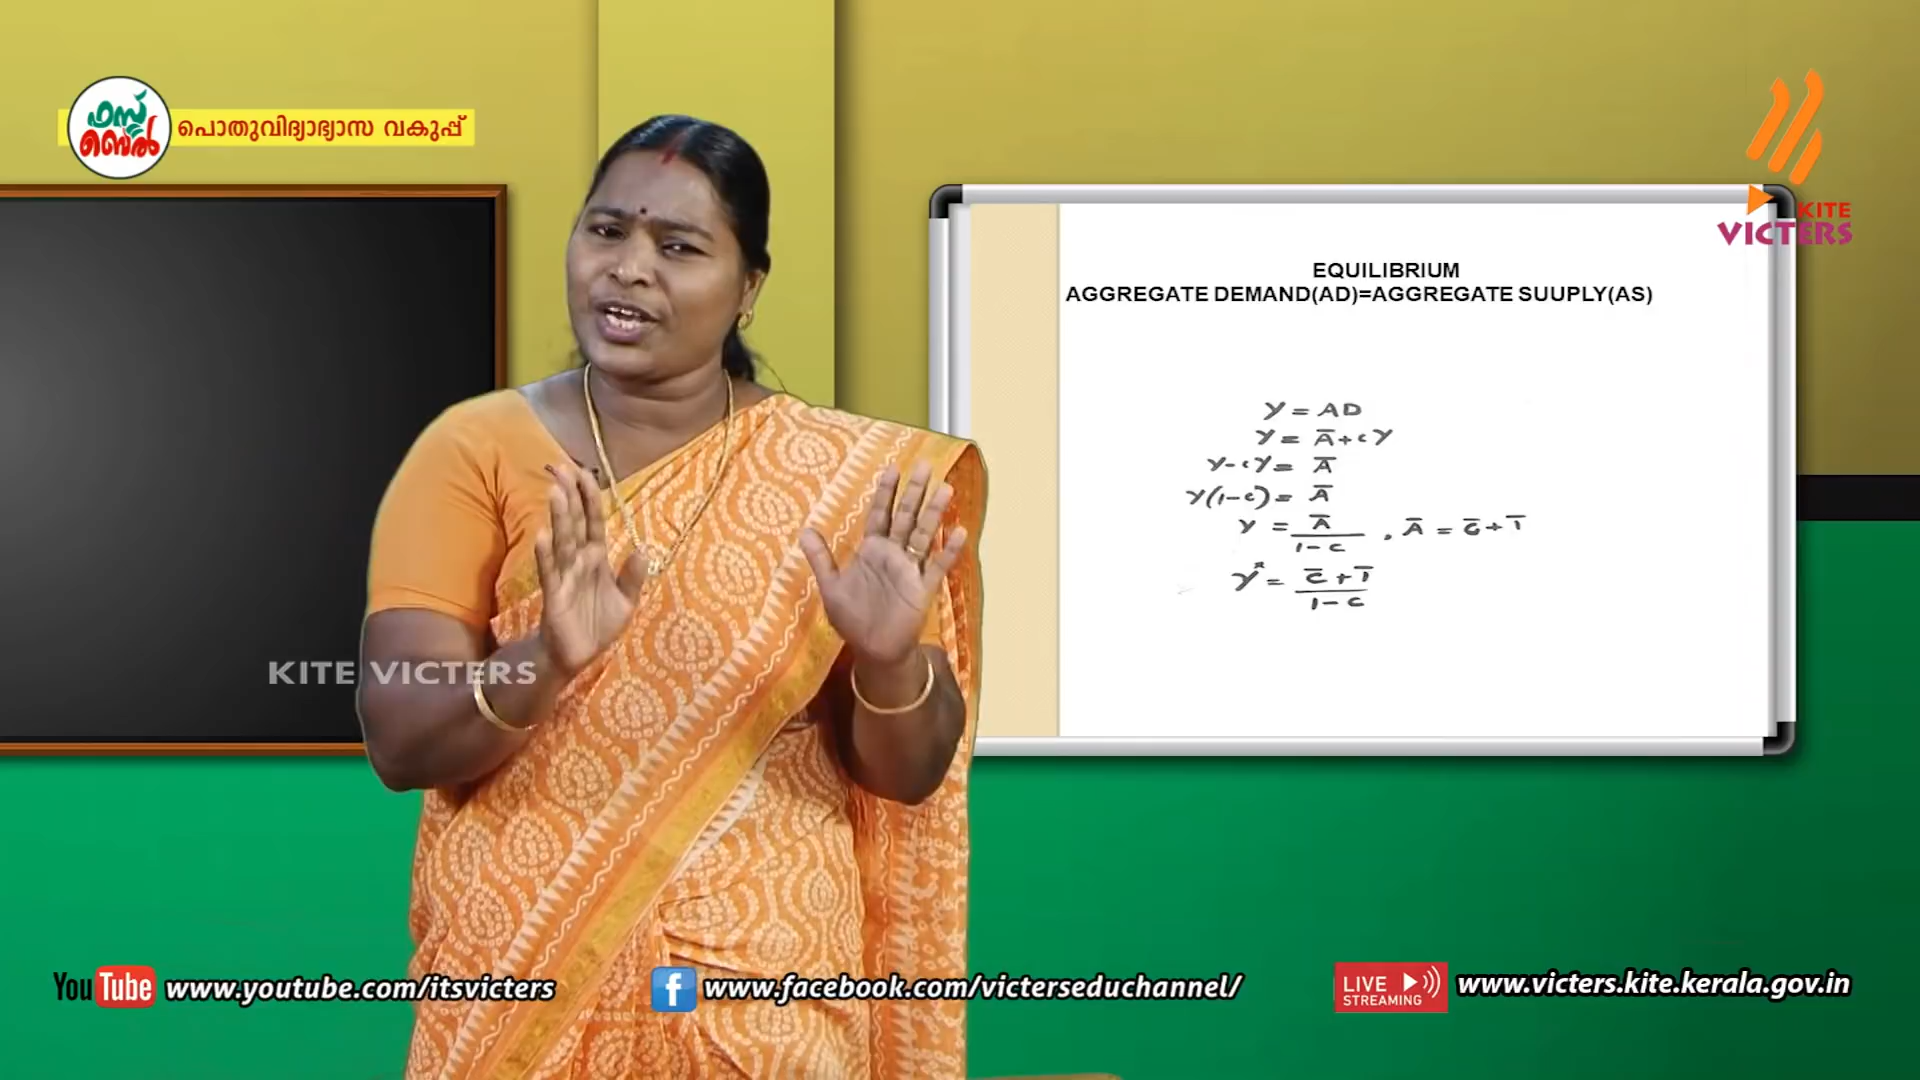 ഫസ്റ്റ്
ബെൽ
പൊതുവിദ്യാഭ്യാസ വകുപ്പ്
KITE
VICTERS
EQUILIBRIUM
AGGREGATE DEMAND(AD)=AGGREGATE SUUPLY(AS)
Y = AD
Y = A̅ + cY
Y - cY = A̅
Y(1-c) = A̅
Y = A̅ / 1-c , A̅ = C̅ + I̅
Y* = C̅ + I̅ / 1-c
KITE VICTERS
YouTube www.youtube.com/itsvicters
f www.facebook.com/victerseduchannel/
LIVE STREAMING www.victers.kite.kerala.gov.in